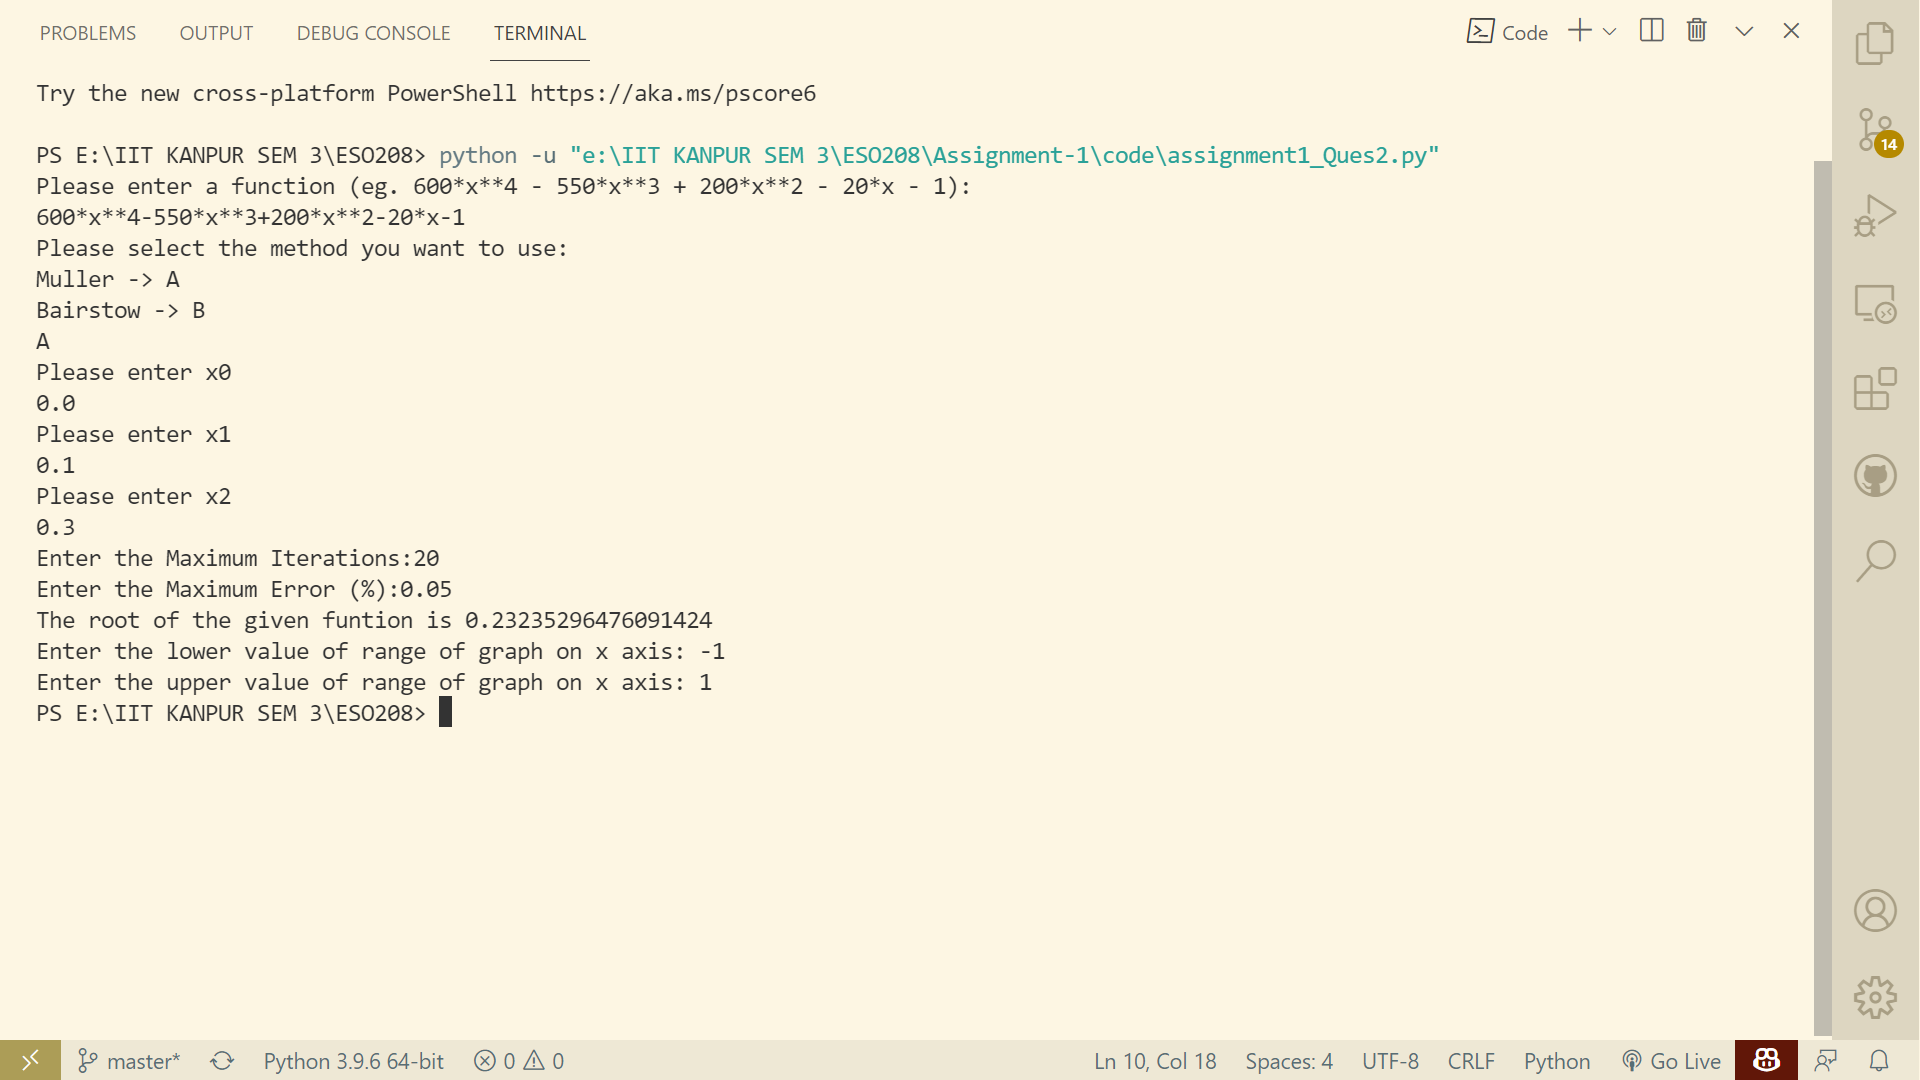 PROBLEMS OUTPUT DEBUG CONSOLE TERMINAL Code
Try the new cross-platform PowerShell https://aka.ms/pscore6
PS E:\IIT KANPUR SEM 3\ESO208> python -u "e:\IIT KANPUR SEM 3\ESO208\Assignment-1\code\assignment1_Ques2.py"
Please enter a function (eg. 600*x**4 - 550*x**3 + 200*x**2 - 20*x - 1):
600*x**4-550*x**3+200*x**2-20*x-1
Please select the method you want to use:
Muller -> A
Bairstow -> B
A
Please enter x0
0.0
Please enter x1
0.1
Please enter x2
0.3
Enter the Maximum Iterations:20
Enter the Maximum Error (%):0.05
The root of the given funtion is 0.23235296476091424
Enter the lower value of range of graph on x axis: -1
Enter the upper value of range of graph on x axis: 1
PS E:\IIT KANPUR SEM 3\ESO208>
14
master* Python 3.9.6 64-bit 0 0 Ln 10, Col 18 Spaces: 4 UTF-8 CRLF Python Go Live